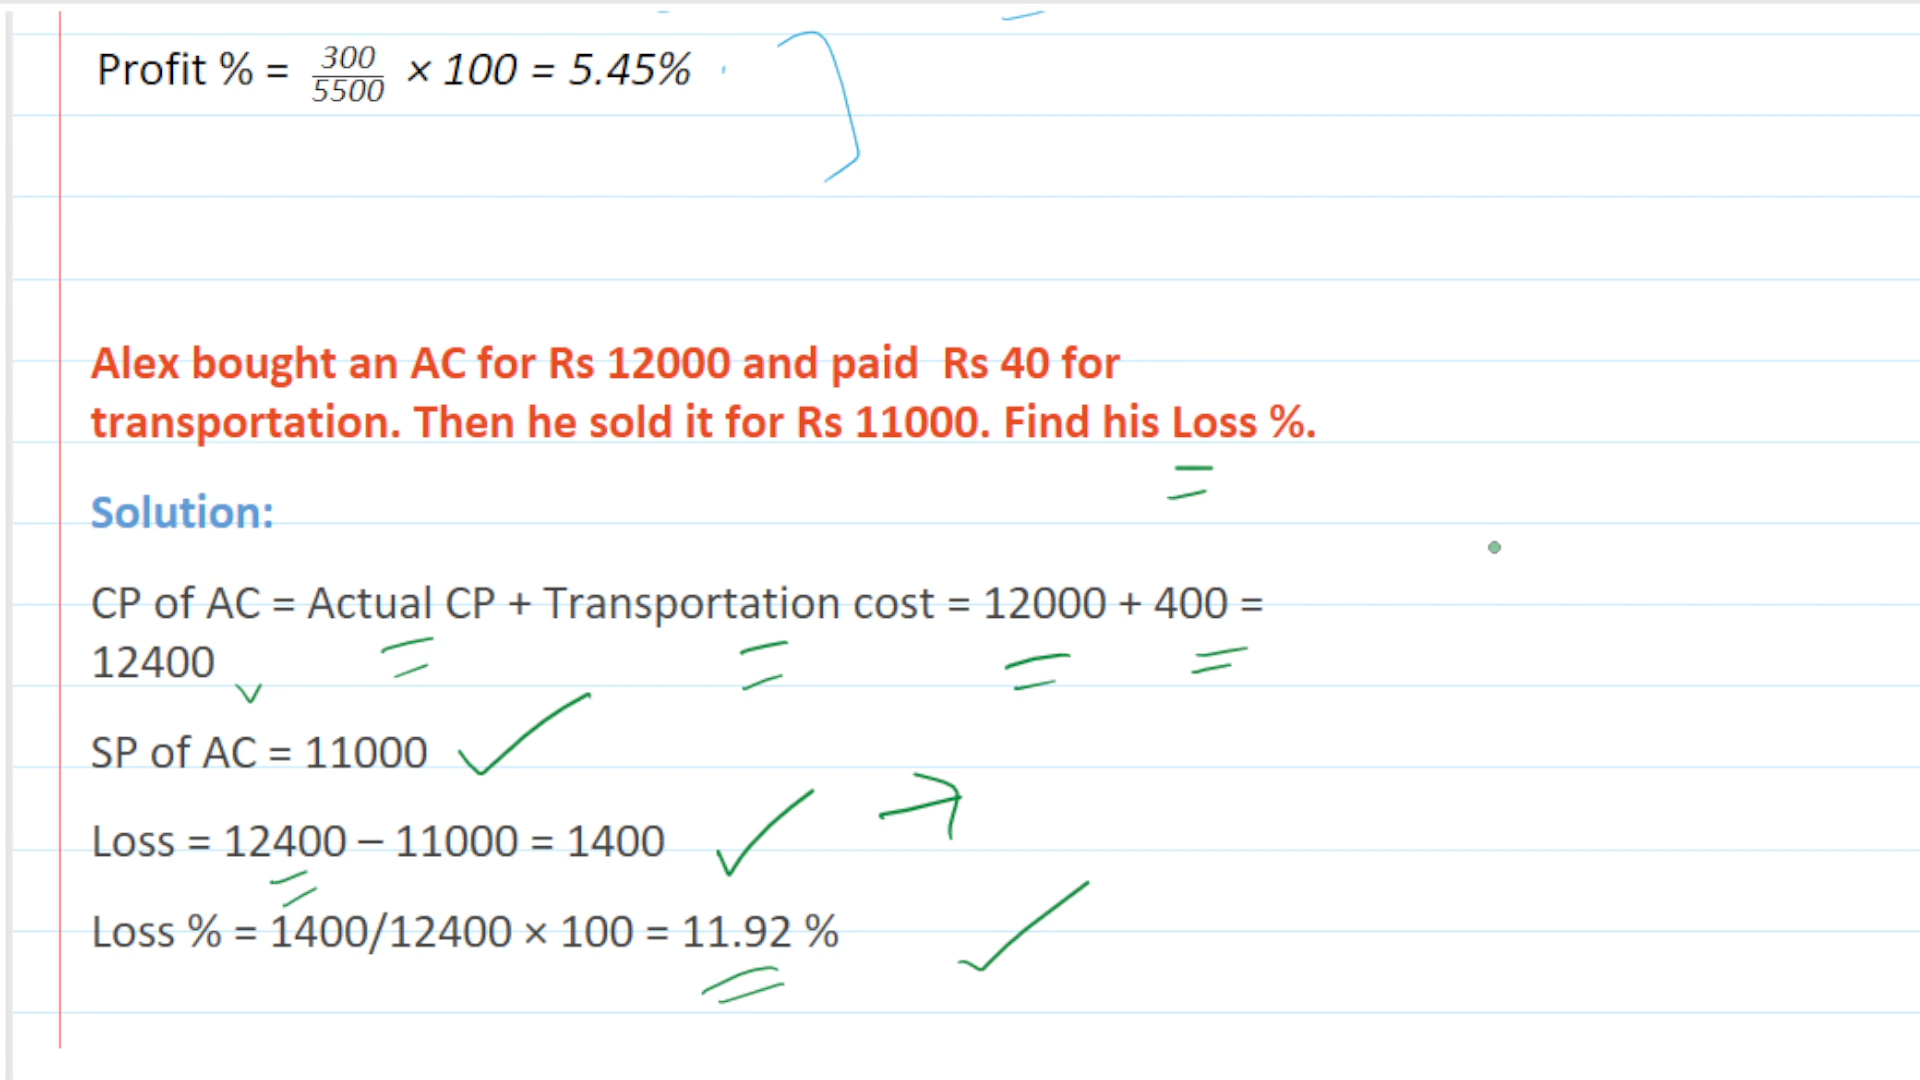 Profit % = 300/5500 × 100 = 5.45%
Alex bought an AC for Rs 12000 and paid Rs 40 for
transportation. Then he sold it for Rs 11000. Find his Loss %.
Solution:
CP of AC = Actual CP + Transportation cost = 12000 + 400 =
12400
SP of AC = 11000
Loss = 12400 – 11000 = 1400
Loss % = 1400/12400 × 100 = 11.92 %